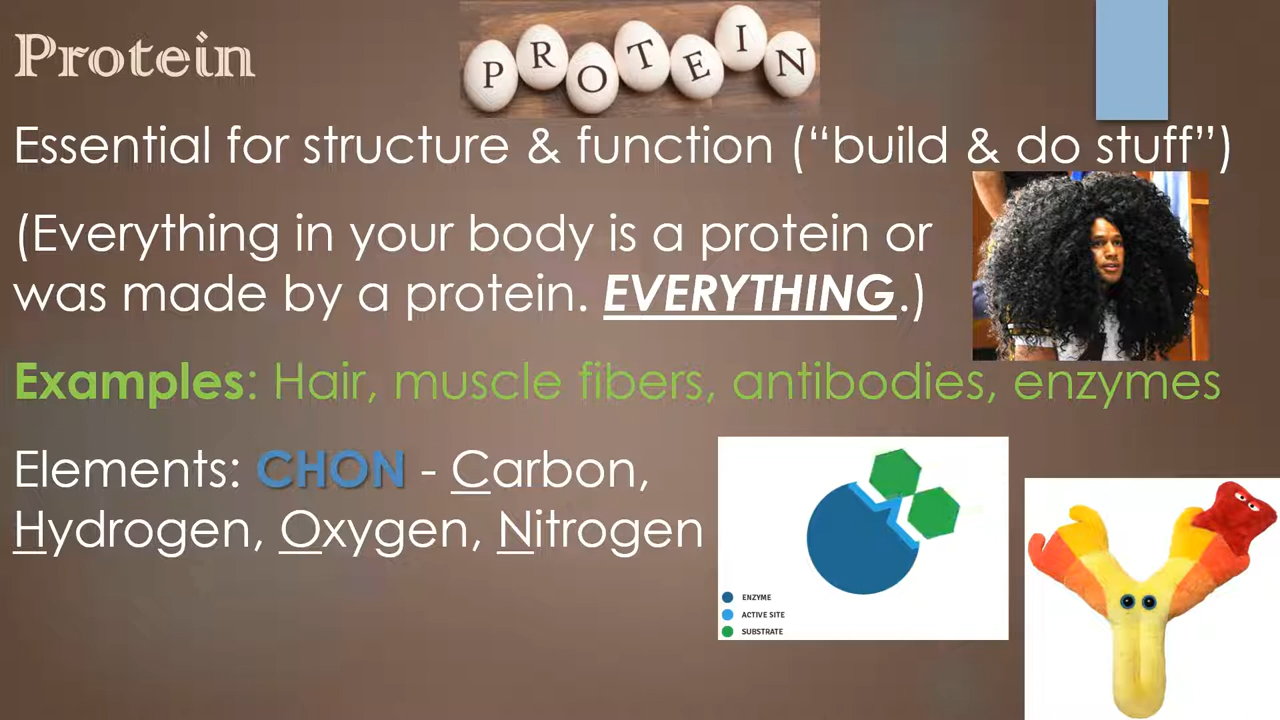 Protein
PROTEIN
Essential for structure & function (“build & do stuff”)
(Everything in your body is a protein or
was made by a protein. EVERYTHING.)
Examples: Hair, muscle fibers, antibodies, enzymes
Elements: CHON - Carbon,
Hydrogen, Oxygen, Nitrogen
ENZYME
ACTIVE SITE
SUBSTRATE